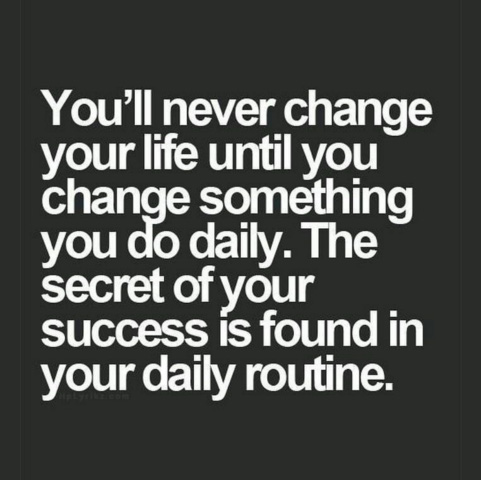 You’ll never change
your life until you
change something
you do daily. The
secret of your
success is found in
your daily routine.